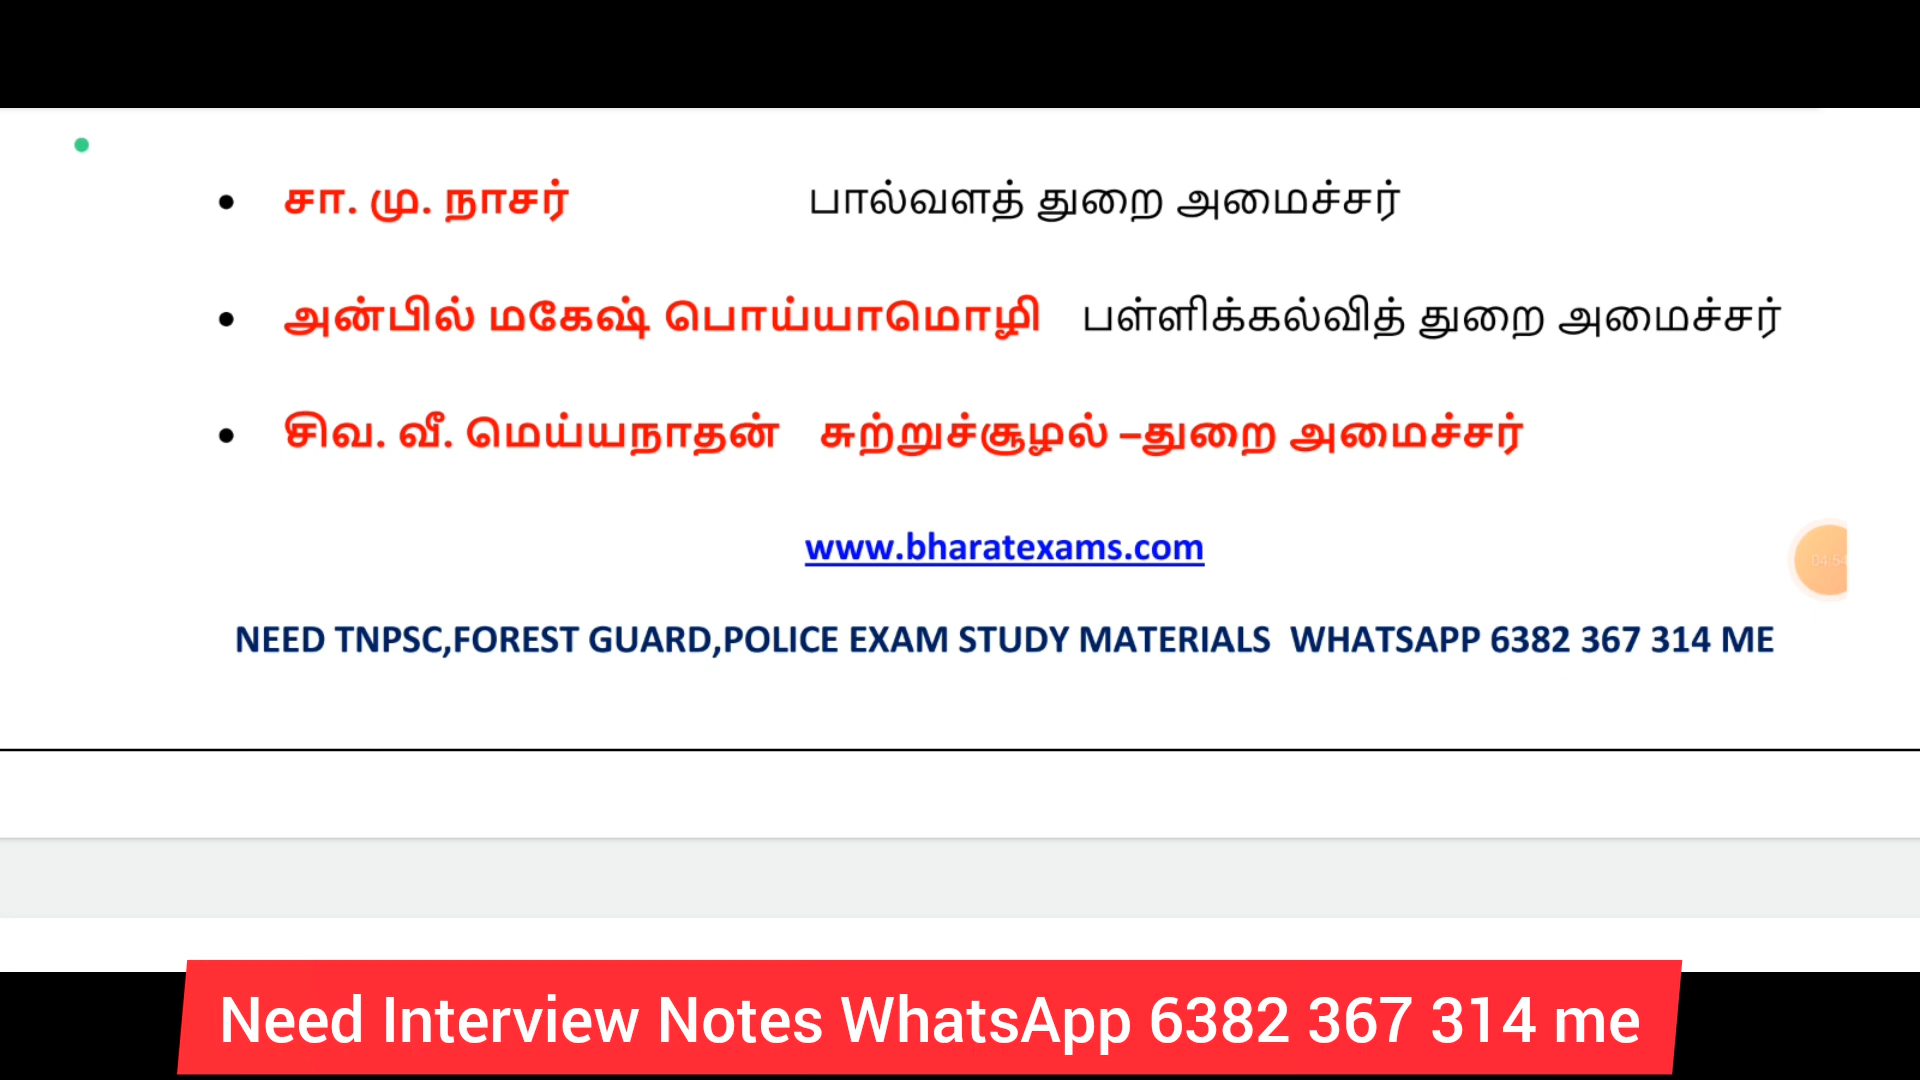 • சா. மு. நாசர் பால்வளத் துறை அமைச்சர்
• அன்பில் மகேஷ் பொய்யாமொழி பள்ளிக்கல்வித் துறை அமைச்சர்
• சிவ. வீ. மெய்யநாதன் சுற்றுச்சூழல் –துறை அமைச்சர்
www.bharatexams.com
04:54
NEED TNPSC,FOREST GUARD,POLICE EXAM STUDY MATERIALS WHATSAPP 6382 367 314 ME
Need Interview Notes WhatsApp 6382 367 314 me